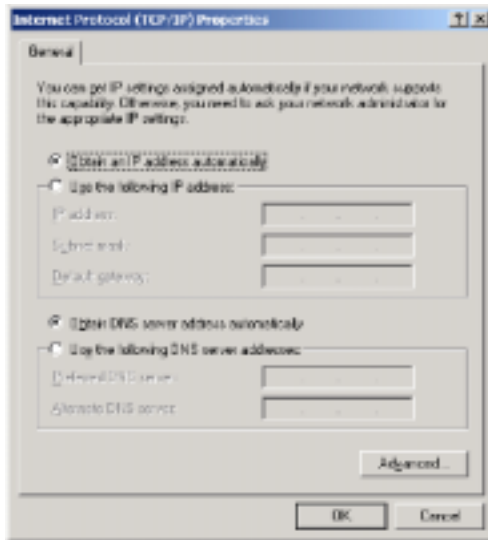 Internet Protocol (TCP/IP) Properties
General
You can get IP settings assigned automatically if your network supports
this capability. Otherwise, you need to ask your network administrator for
the appropriate IP settings.
Obtain an IP address automatically
Use the following IP address:
IP address:
Subnet mask:
Default gateway:
Obtain DNS server address automatically
Use the following DNS server addresses:
Preferred DNS server:
Alternate DNS server:
Advanced...
OK Cancel